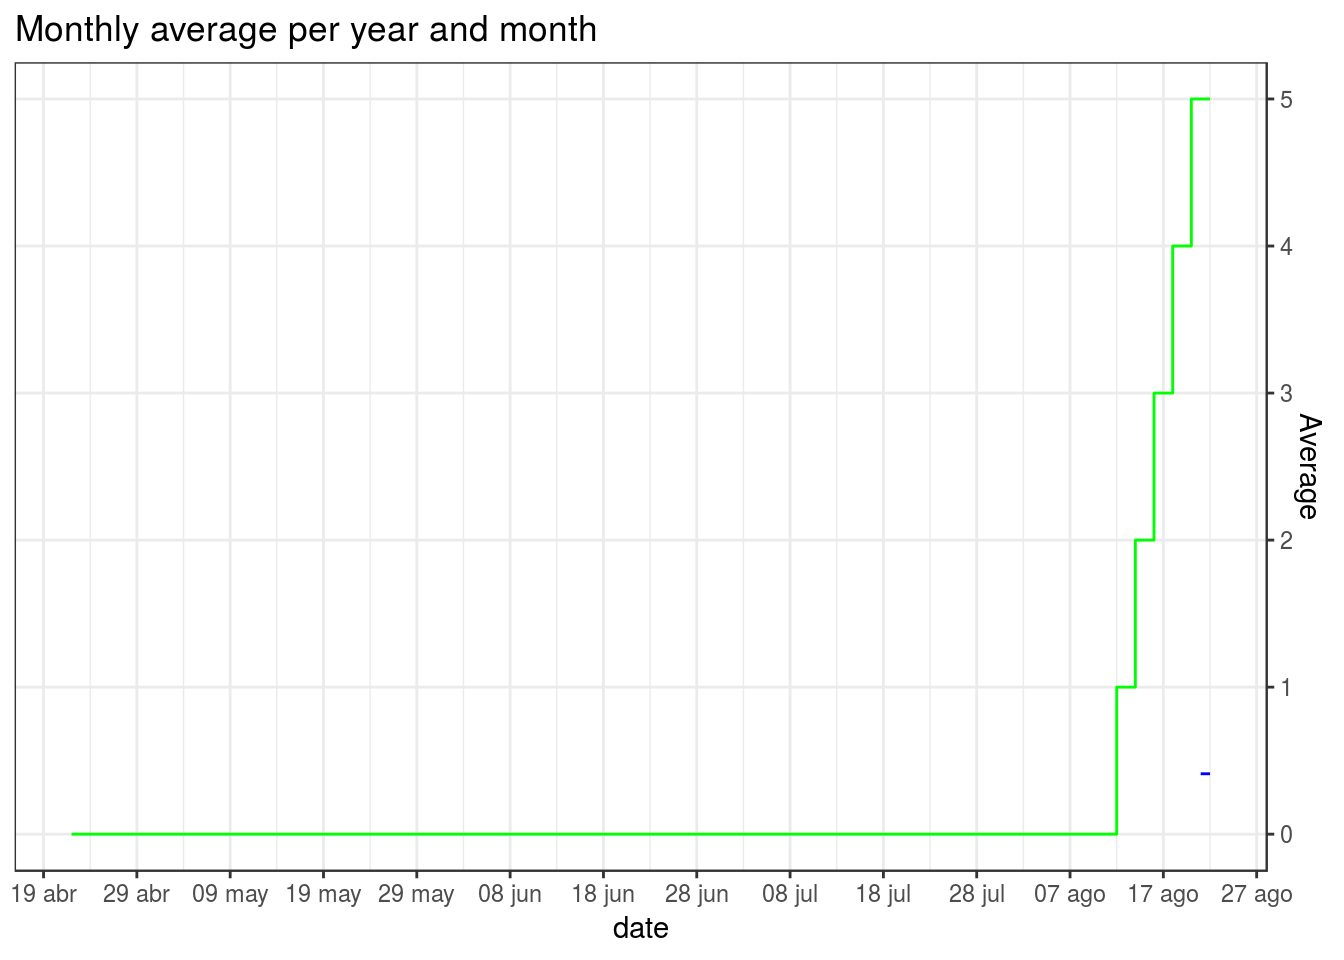 Monthly average per year and month
5
4
3
2
1
0
Average
19 abr 29 abr 09 may 19 may 29 may 08 jun 18 jun 28 jun 08 jul 18 jul 28 jul 07 ago 17 ago 27 ago
date